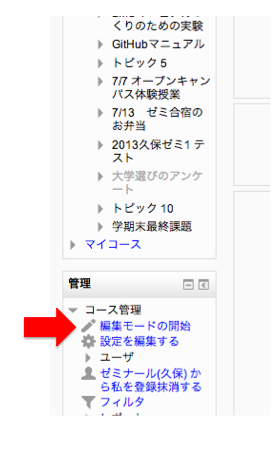 くりのための実験
GitHubマニュアル
トピック 5
7/7 オープンキャン
パス体験授業
7/13 ゼミ合宿の
お弁当
2013久保ゼミ1 テ
スト
大学選びのアンケ
ート
トピック 10
学期末最終課題
マイコース
管理
コース管理
編集モードの開始
設定を編集する
ユーザ
ゼミナール(久保) か
ら私を登録抹消する
フィルタ